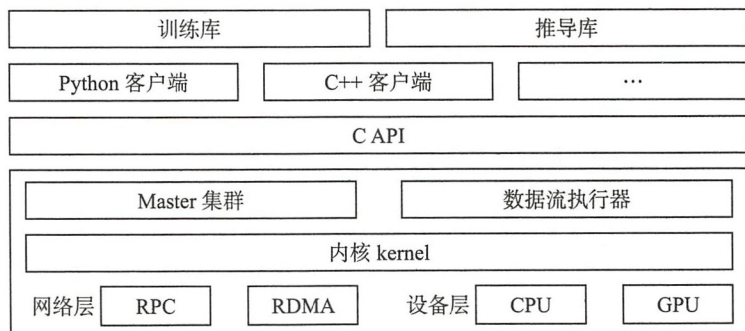 训练库 推导库
Python 客户端 C++ 客户端 …
C API
Master 集群 数据流执行器
内核 kernel
网络层 RPC RDMA 设备层 CPU GPU